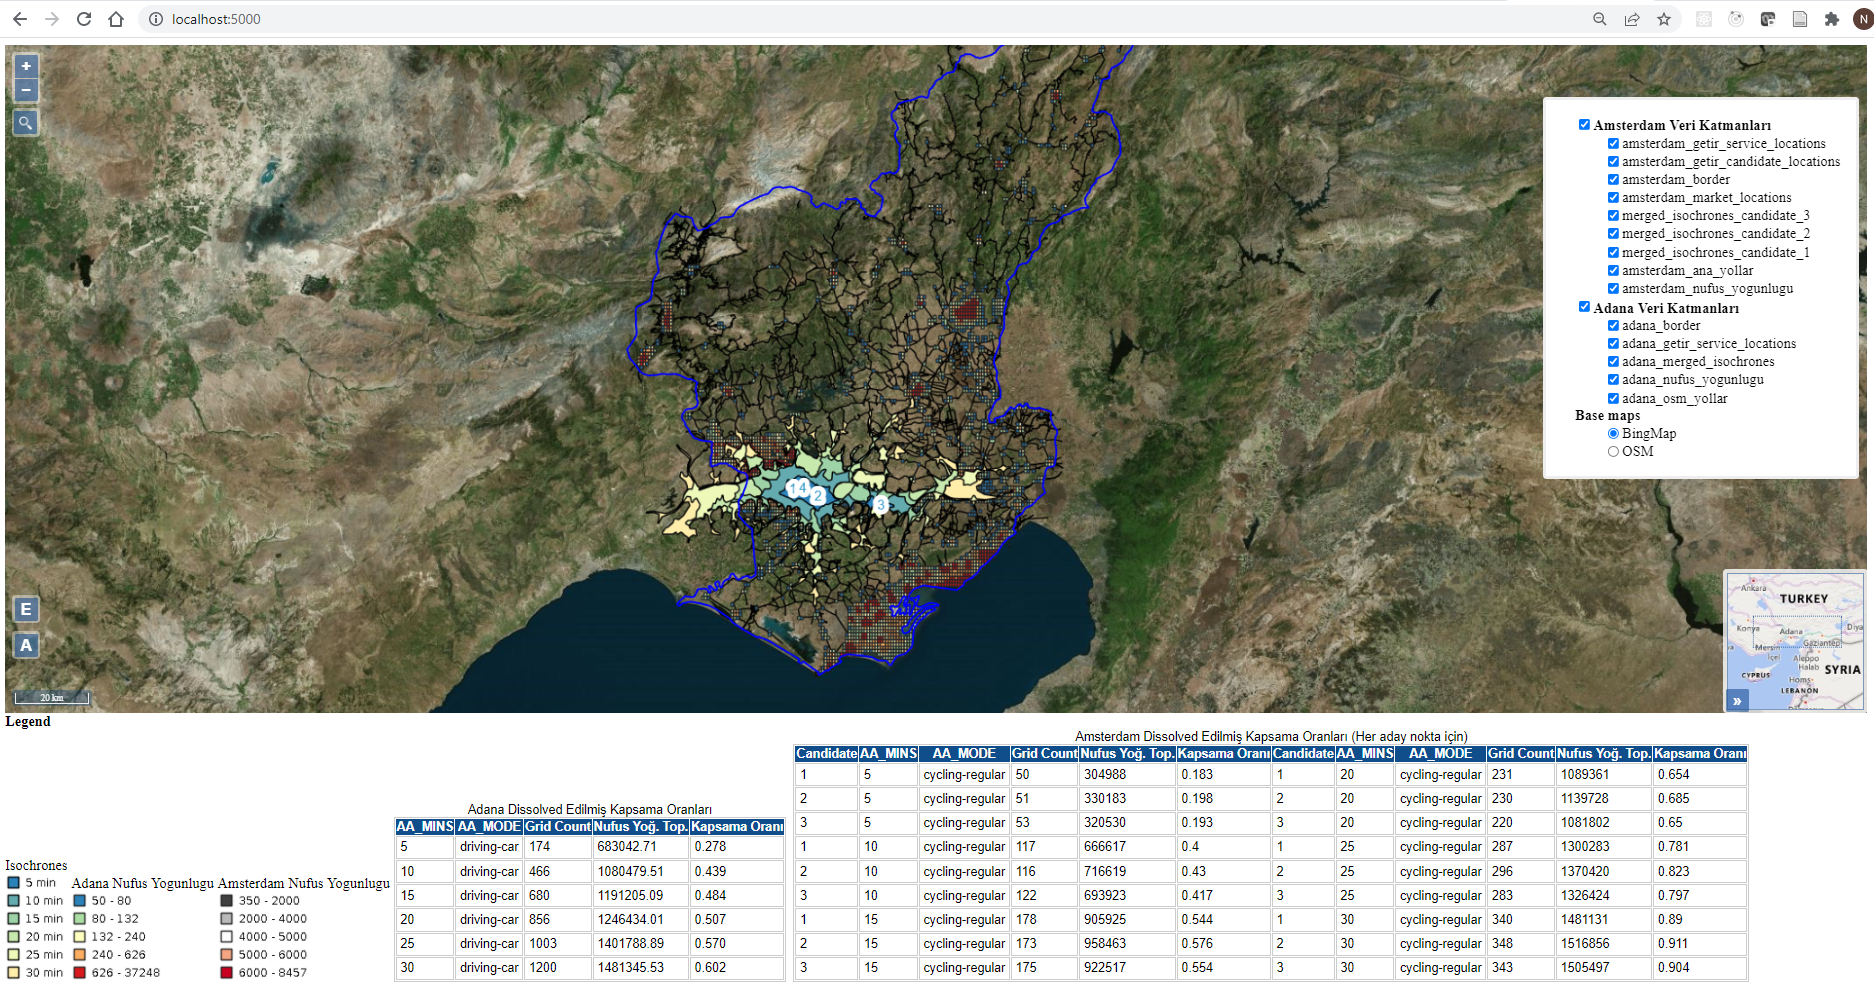 localhost:5000
N
+
−
Amsterdam Veri Katmanları
amsterdam_getir_service_locations
amsterdam_getir_candidate_locations
amsterdam_border
amsterdam_market_locations
merged_isochrones_candidate_3
merged_isochrones_candidate_2
merged_isochrones_candidate_1
amsterdam_ana_yollar
amsterdam_nufus_yogunlugu
Adana Veri Katmanları
adana_border
adana_getir_service_locations
adana_merged_isochrones
adana_nufus_yogunlugu
adana_osm_yollar
Base maps
BingMap
OSM
1 4 2 3
E
A
20 km
Ankara
TURKEY
Konya
Adana
Diya
Gaziantep
Mersin
İçel
Aleppo
Halab
SYRIA
CYPRUS
Homs-
LEBANON
»
Legend
Isochrones
5 min
10 min
15 min
20 min
25 min
30 min
Adana Nufus Yogunlugu
50 - 80
80 - 132
132 - 240
240 - 626
626 - 37248
Amsterdam Nufus Yogunlugu
350 - 2000
2000 - 4000
4000 - 5000
5000 - 6000
6000 - 8457
Adana Dissolved Edilmiş Kapsama Oranları
AA_MINS AA_MODE Grid Count Nufus Yoğ. Top. Kapsama Oranı
5 driving-car 174 683042.71 0.278
10 driving-car 466 1080479.51 0.439
15 driving-car 680 1191205.09 0.484
20 driving-car 856 1246434.01 0.507
25 driving-car 1003 1401788.89 0.570
30 driving-car 1200 1481345.53 0.602
Amsterdam Dissolved Edilmiş Kapsama Oranları (Her aday nokta için)
Candidate AA_MINS AA_MODE Grid Count Nufus Yoğ. Top. Kapsama Oranı Candidate AA_MINS AA_MODE Grid Count Nufus Yoğ. Top. Kapsama Oranı
1 5 cycling-regular 50 304988 0.183 1 20 cycling-regular 231 1089361 0.654
2 5 cycling-regular 51 330183 0.198 2 20 cycling-regular 230 1139728 0.685
3 5 cycling-regular 53 320530 0.193 3 20 cycling-regular 220 1081802 0.65
1 10 cycling-regular 117 666617 0.4 1 25 cycling-regular 287 1300283 0.781
2 10 cycling-regular 116 716619 0.43 2 25 cycling-regular 296 1370420 0.823
3 10 cycling-regular 122 693923 0.417 3 25 cycling-regular 283 1326424 0.797
1 15 cycling-regular 178 905925 0.544 1 30 cycling-regular 340 1481131 0.89
2 15 cycling-regular 173 958463 0.576 2 30 cycling-regular 348 1516856 0.911
3 15 cycling-regular 175 922517 0.554 3 30 cycling-regular 343 1505497 0.904